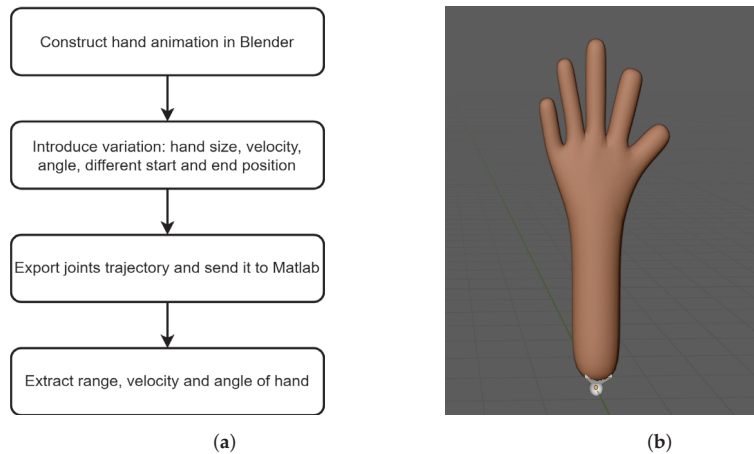 Construct hand animation in Blender
Introduce variation: hand size, velocity,
angle, different start and end position
Export joints trajectory and send it to Matlab
Extract range, velocity and angle of hand
(a)
(b)